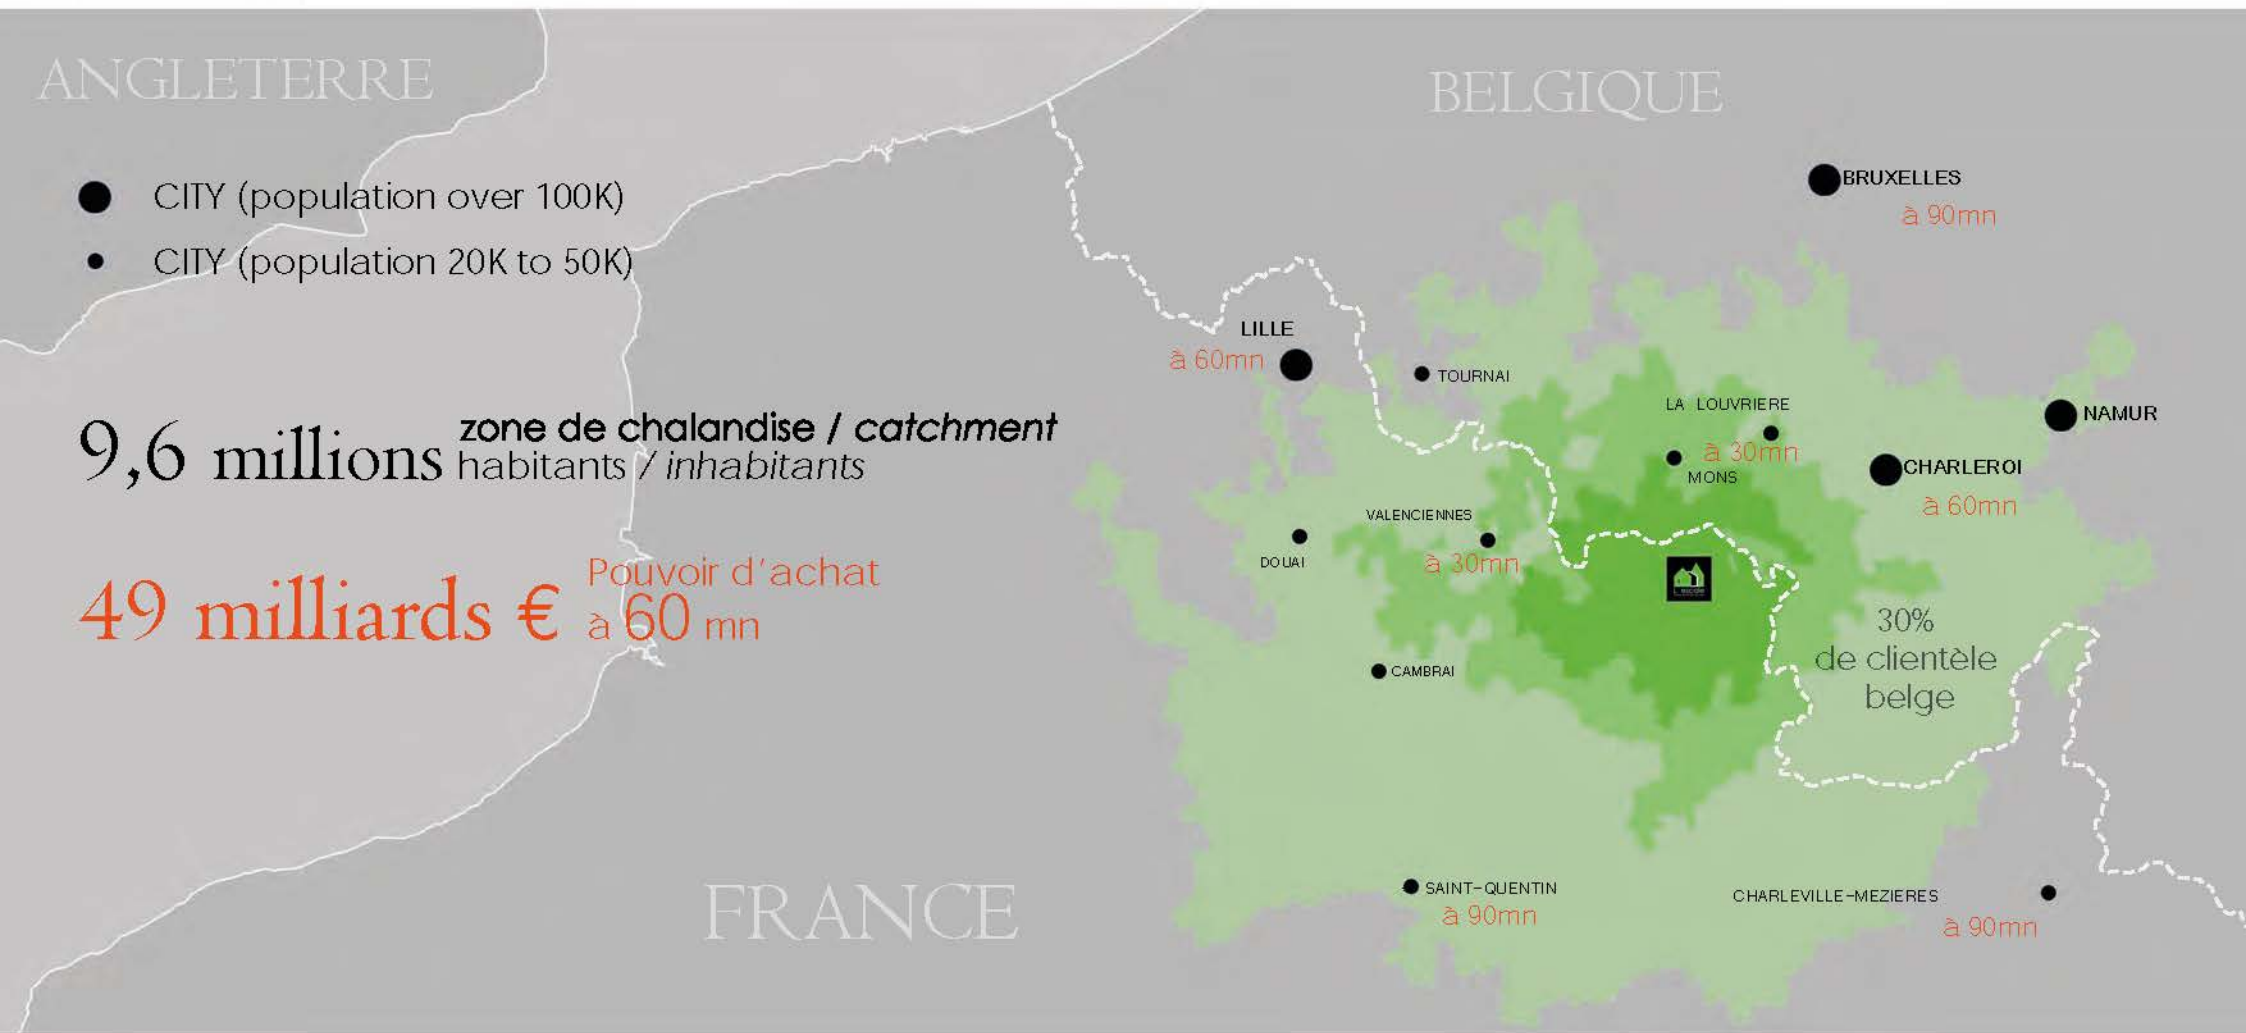 ANGLETERRE
BELGIQUE
CITY (population over 100K)
CITY (population 20K to 50K)
BRUXELLES
à 90mn
LILLE
à 60mn
TOURNAI
LA LOUVRIERE
à 30mn
MONS
NAMUR
CHARLEROI
à 60mn
9,6 millions zone de chalandise / catchment
habitants / inhabitants
VALENCIENNES
à 30mn
DOUAI
49 milliards € Pouvoir d'achat
à 60 mn
30%
de clientèle
belge
CAMBRAI
FRANCE
SAINT-QUENTIN
à 90mn
CHARLEVILLE-MEZIERES
à 90mn